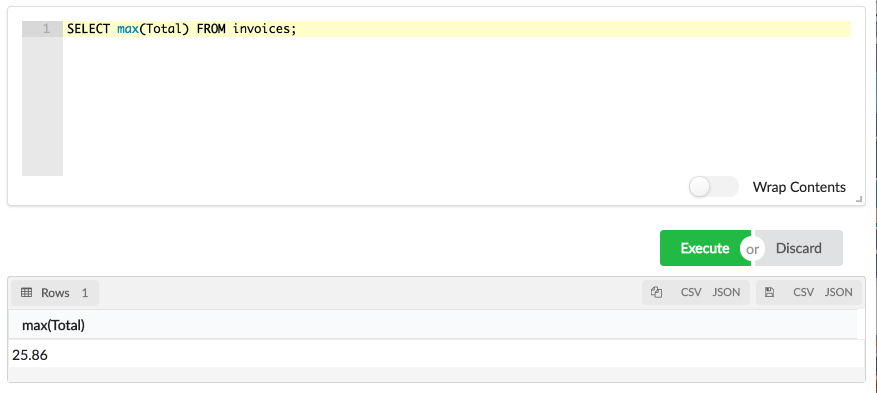 1 SELECT max(Total) FROM invoices;
Wrap Contents
Execute or Discard
Rows 1 CSV JSON CSV JSON
max(Total)
25.86